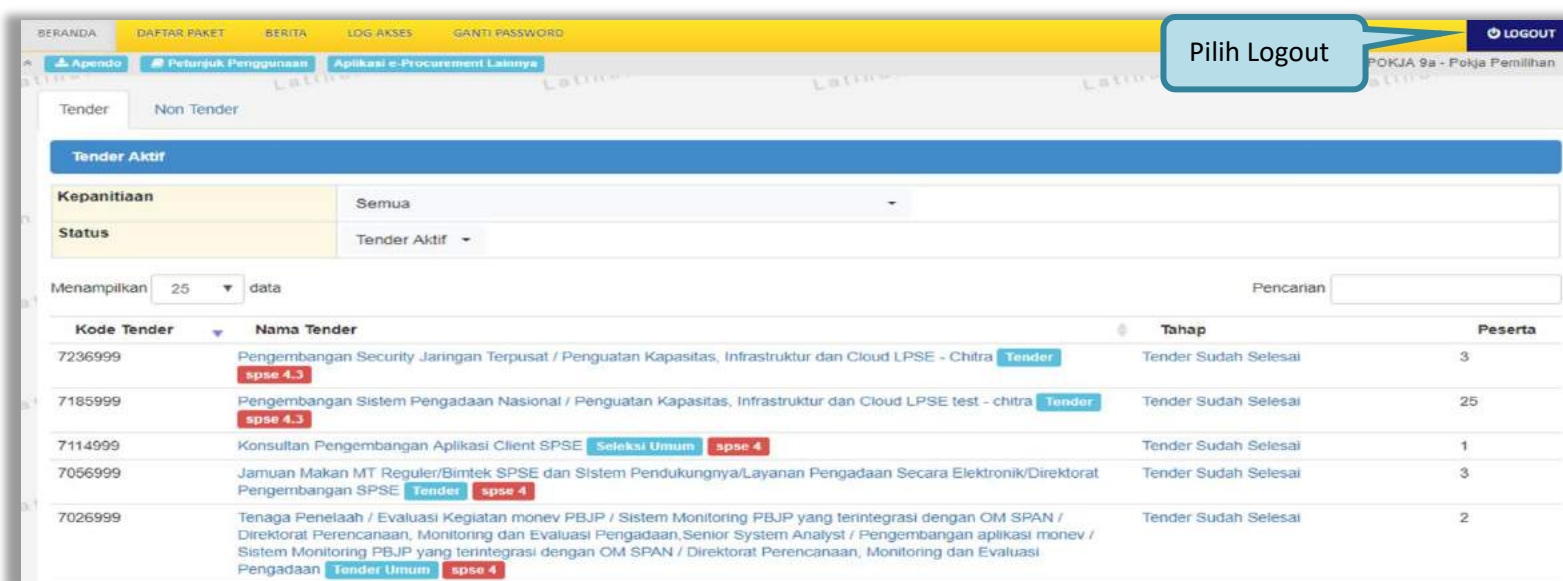 BERANDA DAFTAR PAKET BERITA LOG AKSES GANTI PASSWORD LOGOUT
Pilih Logout
Apendo Petunjuk Penggunaan Aplikasi e-Procurement Lainnya POKJA 9a - Pokja Pemilihan
Tender Non Tender
Tender Aktif
Kepanitiaan Semua
Status Tender Aktif
Menampilkan 25 data Pencarian
Kode Tender Nama Tender Tahap Peserta
7236999 Pengembangan Security Jaringan Terpusat / Penguatan Kapasitas, Infrastruktur dan Cloud LPSE - Chitra Tender Tender Sudah Selesai 3
spse 4.3
7185999 Pengembangan Sistem Pengadaan Nasional / Penguatan Kapasitas, Infrastruktur dan Cloud LPSE test - chitra Tender Tender Sudah Selesai 25
spse 4.3
7114999 Konsultan Pengembangan Aplikasi Client SPSE Seleksi Umum spse 4 Tender Sudah Selesai 1
7056999 Jamuan Makan MT Reguler/Bimtek SPSE dan SIstem Pendukungnya/Layanan Pengadaan Secara Elektronik/Direktorat Tender Sudah Selesai 3
Pengembangan SPSE Tender spse 4
7026999 Tenaga Penelaah / Evaluasi Kegiatan monev PBJP / Sistem Monitoring PBJP yang terintegrasi dengan OM SPAN / Tender Sudah Selesai 2
Direktorat Perencanaan, Monitoring dan Evaluasi Pengadaan,Senior System Analyst / Pengembangan aplikasi monev /
Sistem Monitoring PBJP yang terintegrasi dengan OM SPAN / Direktorat Perencanaan, Monitoring dan Evaluasi
Pengadaan Tender Umum spse 4